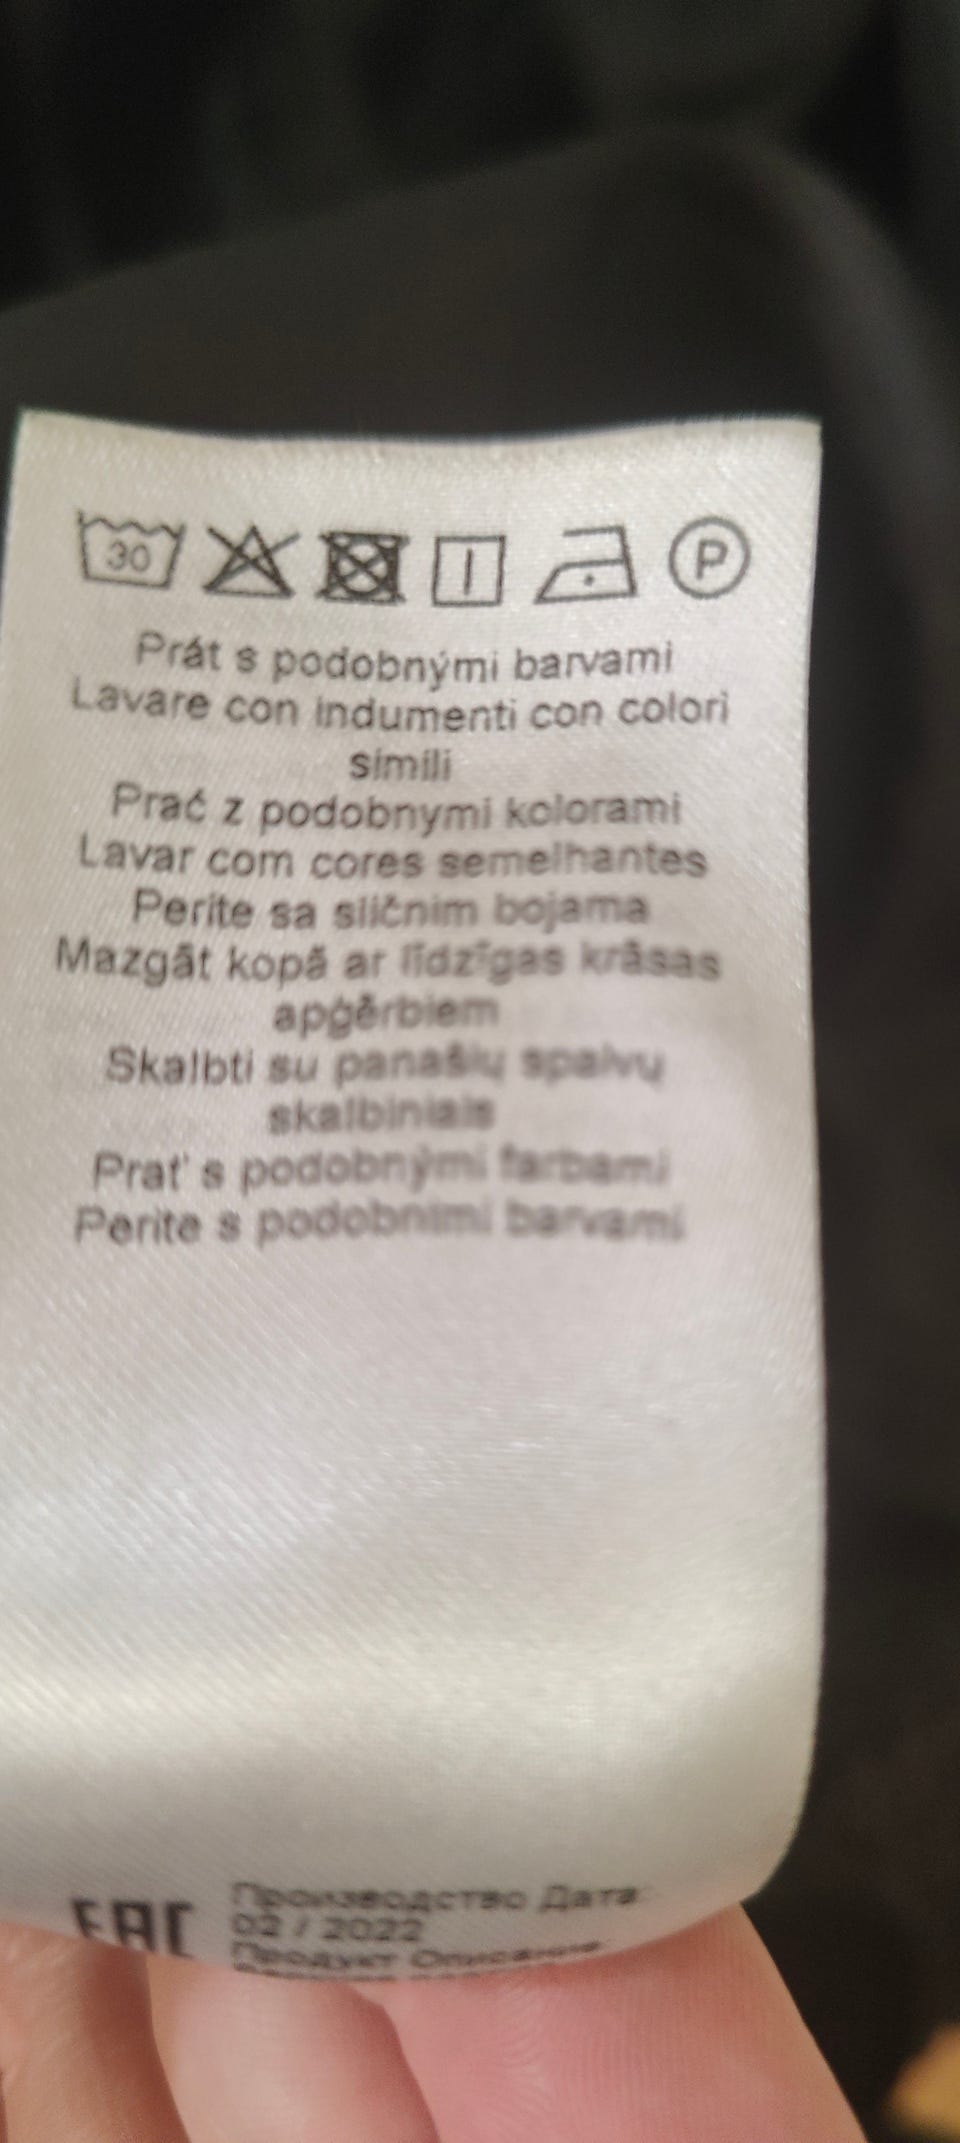 30 P
Prát s podobnými barvami
Lavare con indumenti con colori
simili
Prać z podobnymi kolorami
Lavar com cores semelhantes
Perite sa sličnim bojama
Mazgāt kopā ar līdzīgas krāsas
apģērbiem
Skalbti su panašių spalvų
skalbiniais
Prať s podobnými farbami
Perite s podobnimi barvami
EAC
Производство Дата:
02 / 2022
Продукт Описание: